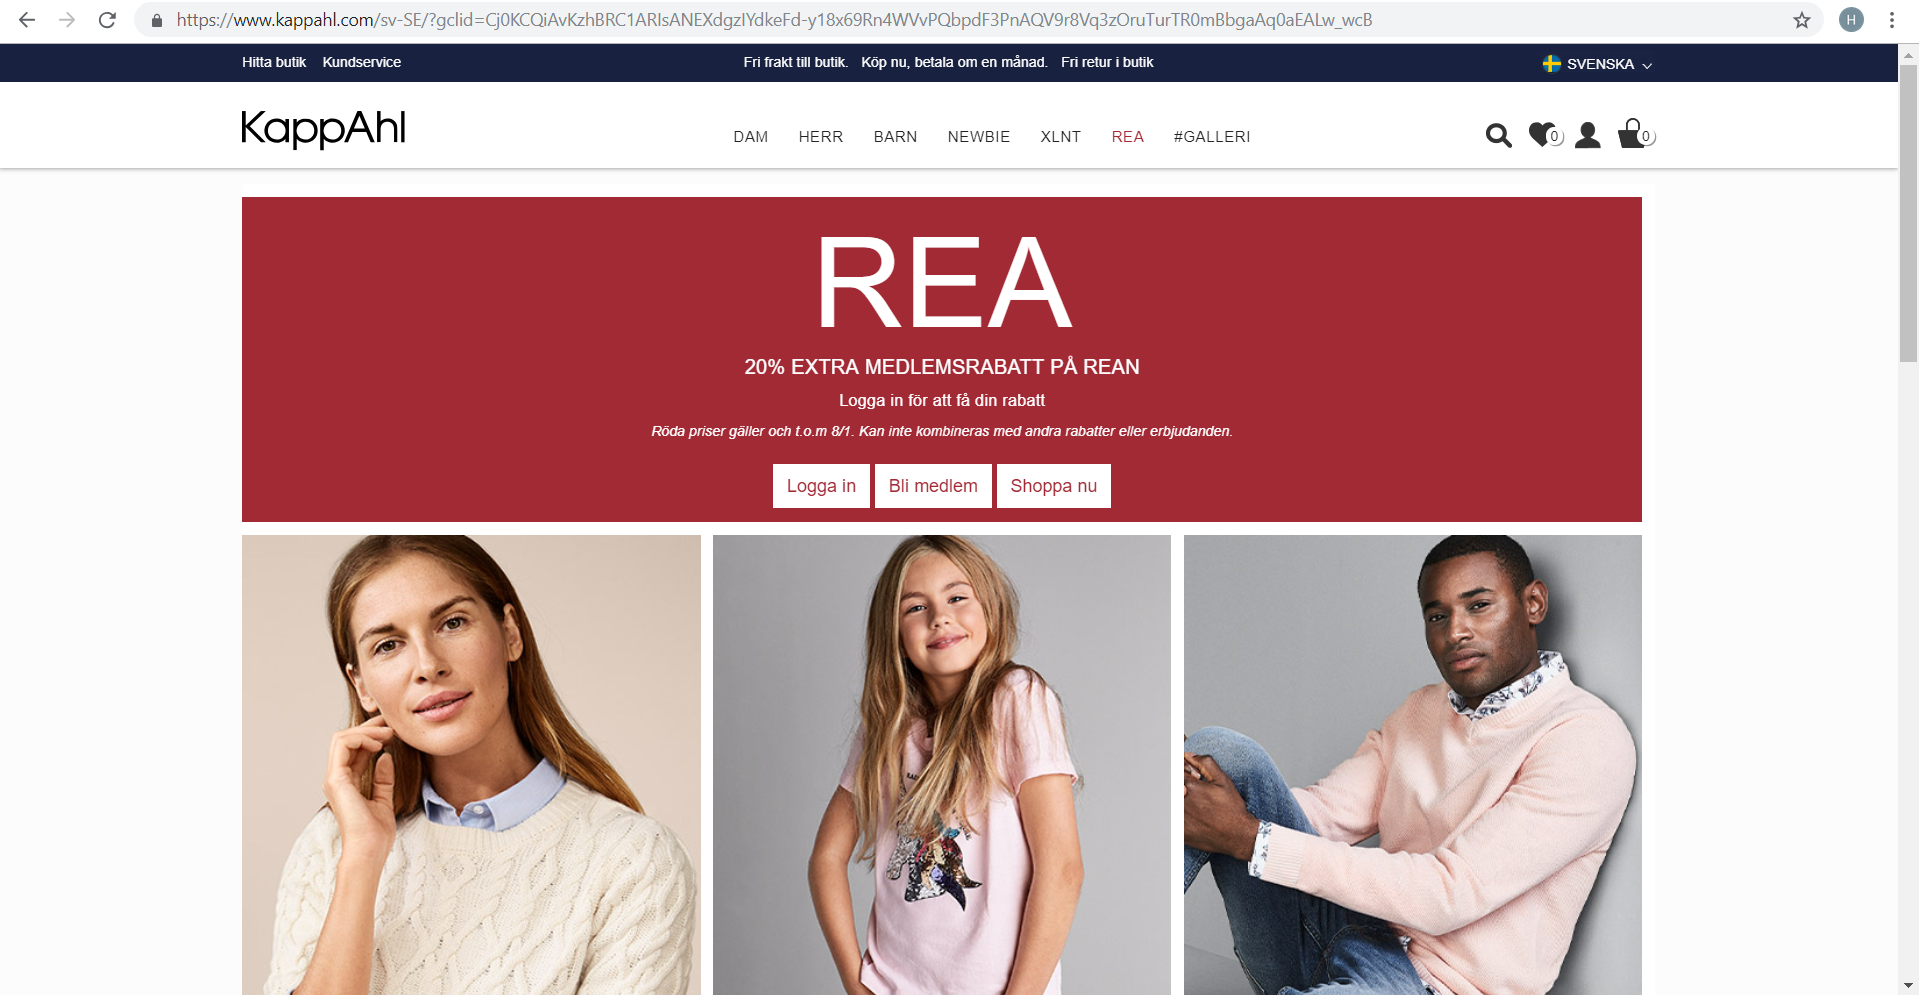 https://www.kappahl.com/sv-SE/?gclid=Cj0KCQiAvKzhBRC1ARIsANEXdgzIYdkeFd-y18x69Rn4WVvPQbpdF3PnAQV9r8Vq3zOruTurTR0mBbgaAq0aEALw_wcB
H
Hitta butik Kundservice Fri frakt till butik. Köp nu, betala om en månad. Fri retur i butik SVENSKA
KappAhl DAM HERR BARN NEWBIE XLNT REA #GALLERI 0 0
REA
20% EXTRA MEDLEMSRABATT PÅ REAN
Logga in för att få din rabatt
Röda priser gäller och t.o.m 8/1. Kan inte kombineras med andra rabatter eller erbjudanden.
Logga in Bli medlem Shoppa nu